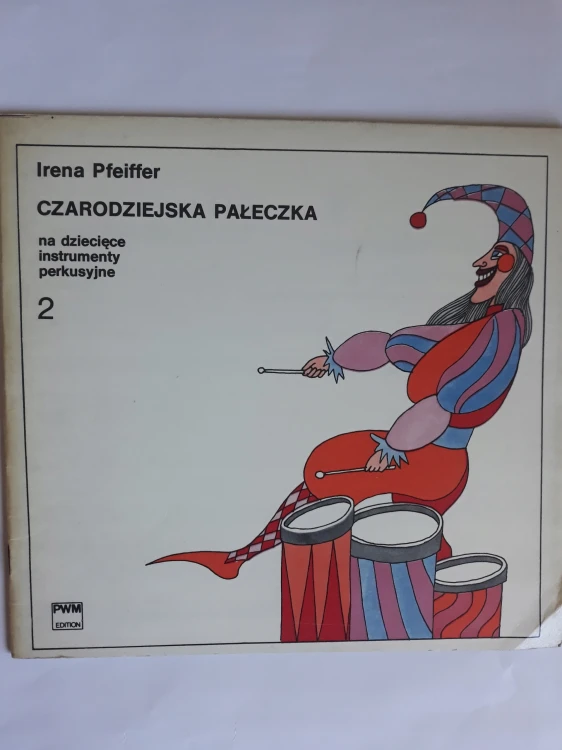 Irena Pfeiffer
CZARODZIEJSKA PAŁECZKA
na dziecięce
instrumenty
perkusyjne
2
PWM
EDITION